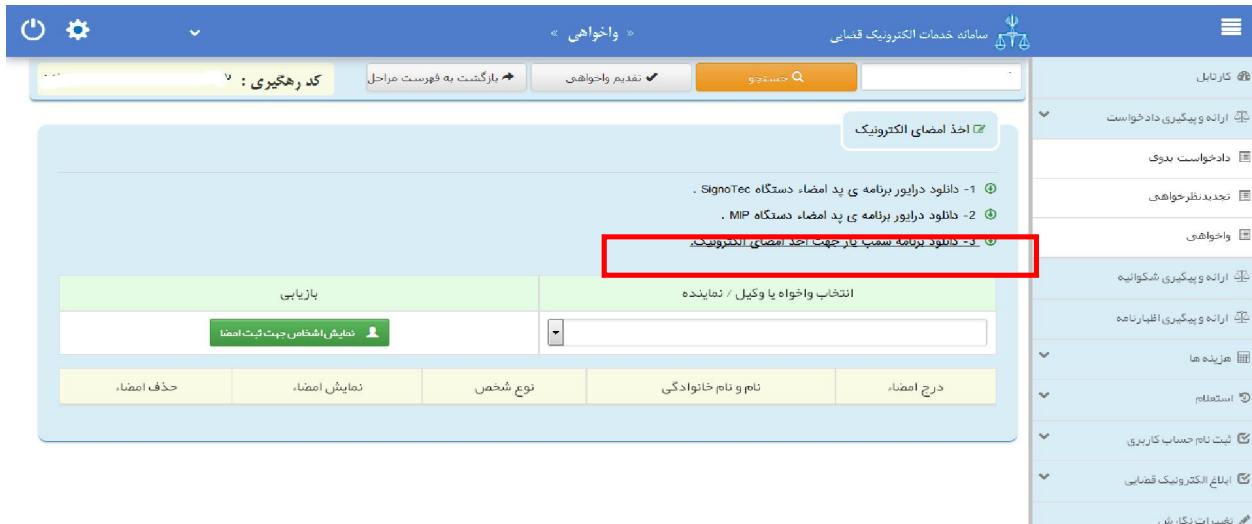 سامانه خدمات الکترونیک قضایی
« واخواهی »
جستجو
تقدیم واخواهی
بازگشت به فهرست مراحل
کد رهگیری :
کارتابل
ارائه و پیگیری دادخواست
دادخواست بدوی
تجدیدنظرخواهی
واخواهی
ارائه و پیگیری شکوائیه
ارائه و پیگیری اظهارنامه
هزینه ها
استعلام
ثبت نام حساب کاربری
ابلاغ الکترونیک قضایی
تغییرات نگارش
اخذ امضای الکترونیک
1- دانلود درایور برنامه ی پد امضاء دستگاه SignoTec .
2- دانلود درایور برنامه ی پد امضاء دستگاه MIP .
3- دانلود برنامه سمپ یار جهت اخذ امضای الکترونیک.
انتخاب واخواه یا وکیل / نماینده
بازیابی
نمایش اشخاص جهت ثبت امضا
درج امضاء
نام و نام خانوادگی
نوع شخص
نمایش امضاء
حذف امضاء